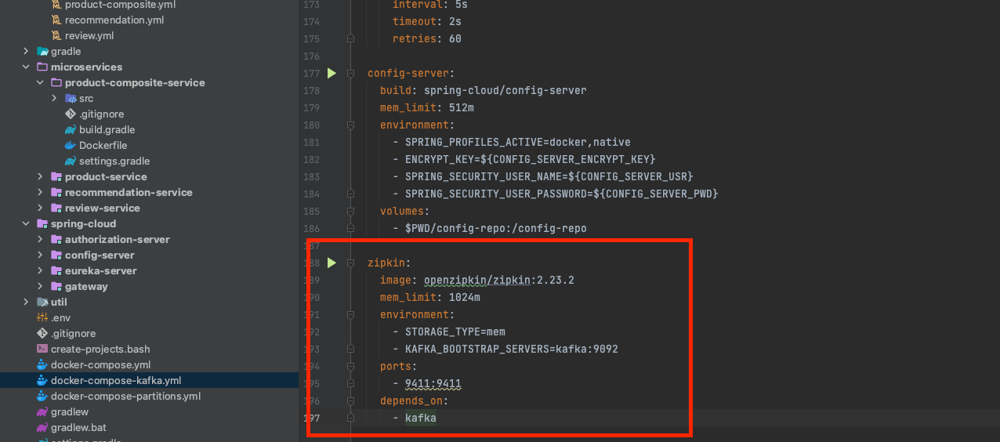 product-composite.yml
recommendation.yml
review.yml
gradle
microservices
product-composite-service
src
.gitignore
build.gradle
Dockerfile
settings.gradle
product-service
recommendation-service
review-service
spring-cloud
authorization-server
config-server
eureka-server
gateway
util
.env
.gitignore
create-projects.bash
docker-compose.yml
docker-compose-kafka.yml
docker-compose-partitions.yml
gradlew
gradlew.bat
settings.gradle
173 interval: 5s
174 timeout: 2s
175 retries: 60
176
177 config-server:
178 build: spring-cloud/config-server
179 mem_limit: 512m
180 environment:
181 - SPRING_PROFILES_ACTIVE=docker,native
182 - ENCRYPT_KEY=${CONFIG_SERVER_ENCRYPT_KEY}
183 - SPRING_SECURITY_USER_NAME=${CONFIG_SERVER_USR}
184 - SPRING_SECURITY_USER_PASSWORD=${CONFIG_SERVER_PWD}
185 volumes:
186 - $PWD/config-repo:/config-repo
187
188 zipkin:
189 image: openzipkin/zipkin:2.23.2
190 mem_limit: 1024m
191 environment:
192 - STORAGE_TYPE=mem
193 - KAFKA_BOOTSTRAP_SERVERS=kafka:9092
194 ports:
195 - 9411:9411
196 depends_on:
197 - kafka